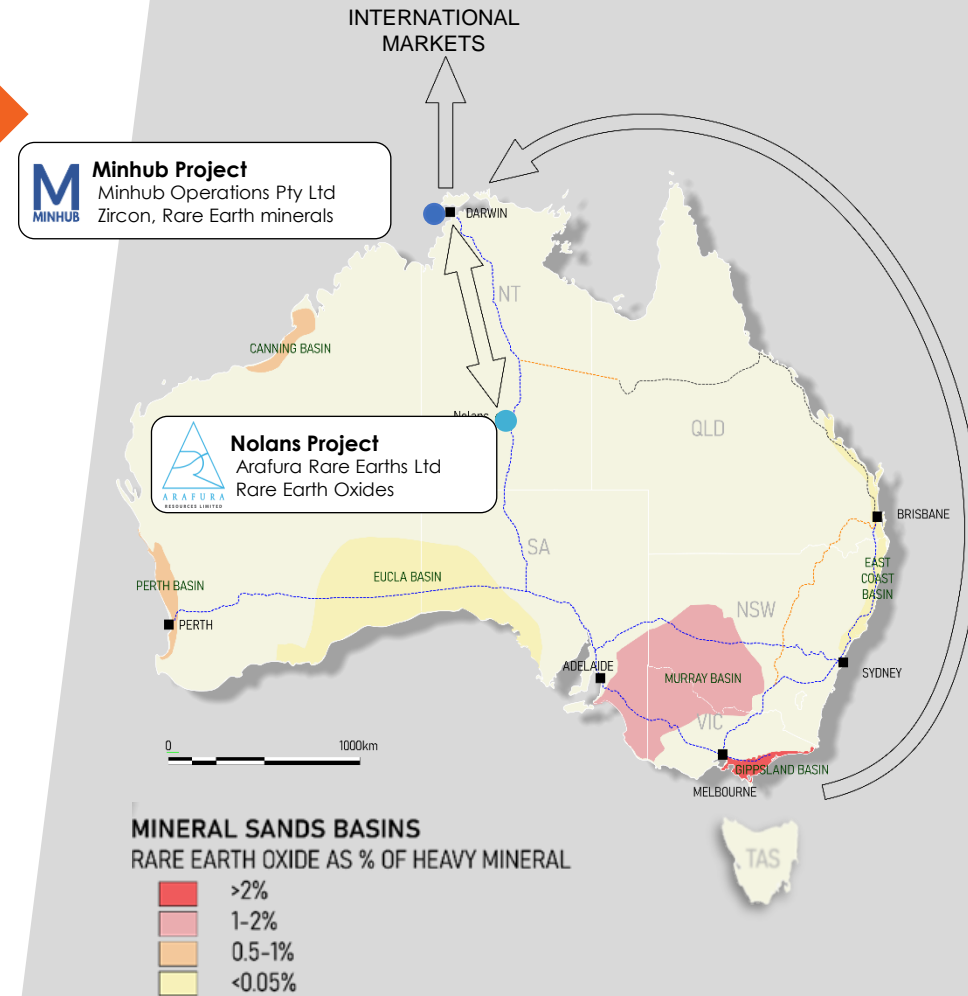 INTERNATIONAL
MARKETS
M
MINHUB
Minhub Project
Minhub Operations Pty Ltd
Zircon, Rare Earth minerals
DARWIN
NT
CANNING BASIN
Nolans
QLD
ARAFURA
RESOURCES LIMITED
Nolans Project
Arafura Rare Earths Ltd
Rare Earth Oxides
BRISBANE
SA
EAST
COAST
BASIN
PERTH BASIN
EUCLA BASIN
NSW
PERTH
ADELAIDE
MURRAY BASIN
SYDNEY
VIC
0
1000km
GIPPSLAND BASIN
MELBOURNE
TAS
MINERAL SANDS BASINS
RARE EARTH OXIDE AS % OF HEAVY MINERAL
>2%
1-2%
0.5-1%
<0.05%